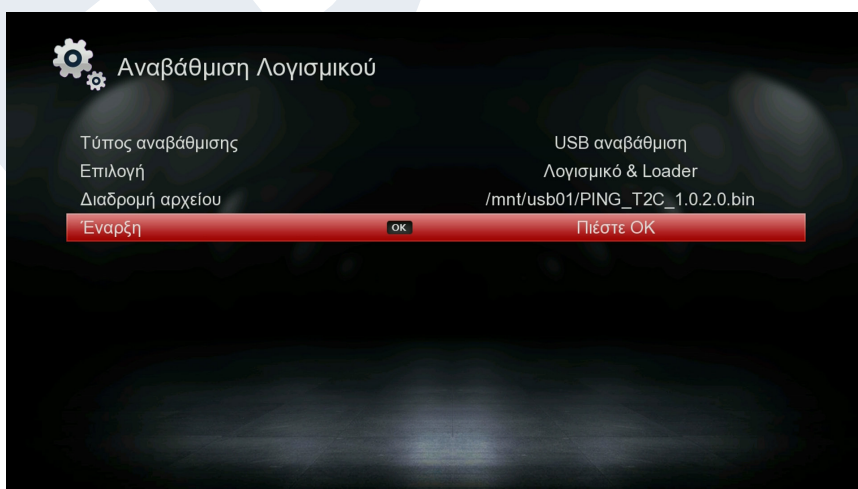 Αναβάθμιση Λογισμικού
Τύπος αναβάθμισης USB αναβάθμιση
Επιλογή Λογισμικό & Loader
Διαδρομή αρχείου /mnt/usb01/PING_T2C_1.0.2.0.bin
Έναρξη OK Πιέστε OK